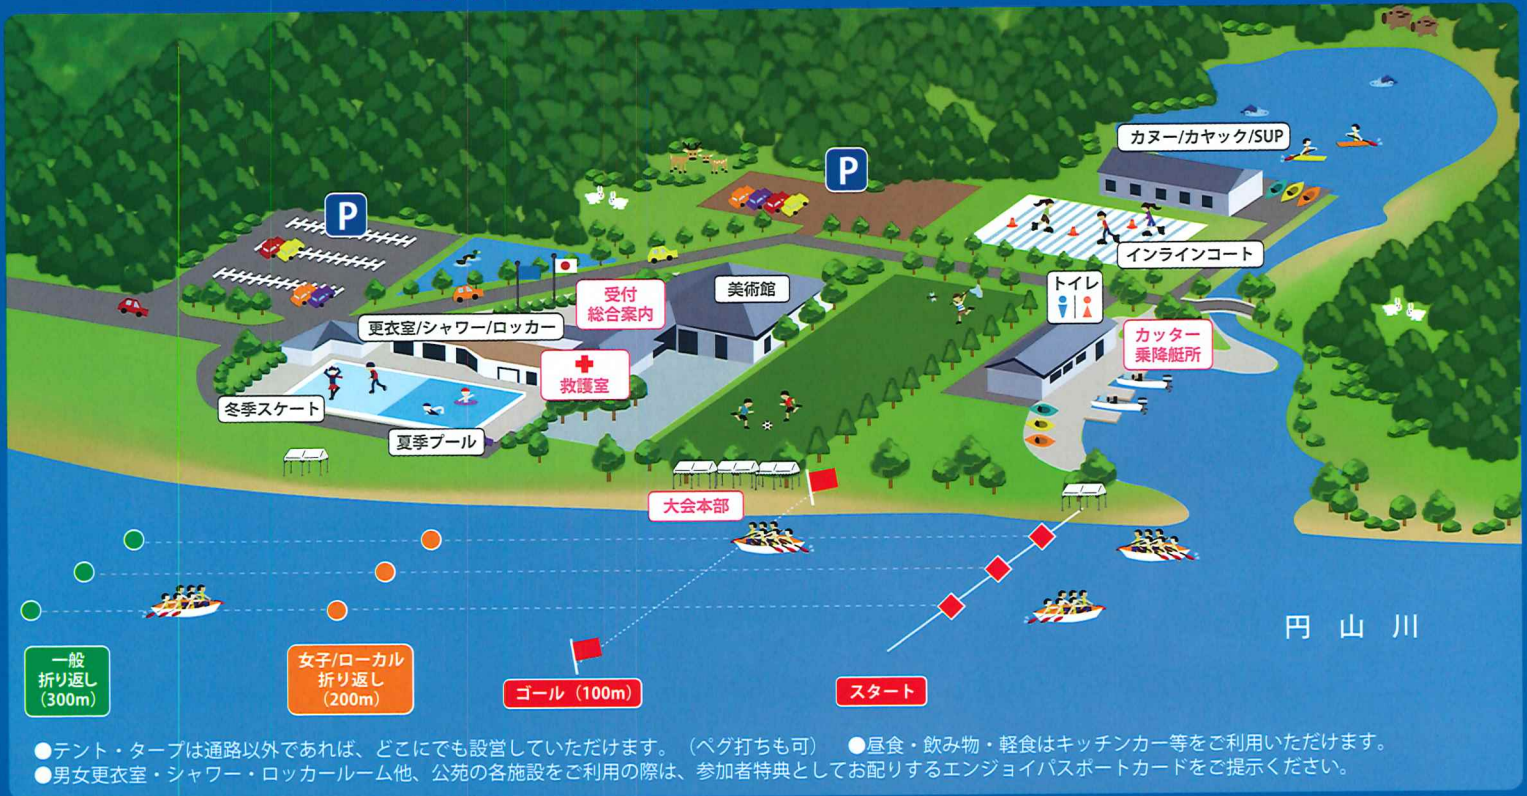 カヌー/カヤック/SUP
P
P
インラインコート
トイレ
美術館
受付
総合案内
更衣室/シャワー/ロッカー
カッター
乗降艇所
救護室
冬季スケート
夏季プール
大会本部
円山川
一般
折り返し
（300m）
女子/ローカル
折り返し
（200m）
ゴール（100m）
スタート
●テント・タープは通路以外であれば、どこにでも設営していただけます。（ペグ打ちも可）　●昼食・飲み物・軽食はキッチンカー等をご利用いただけます。
●男女更衣室・シャワー・ロッカールーム他、公苑の各施設をご利用の際は、参加者特典としてお配りするエンジョイパスポートカードをご提示ください。